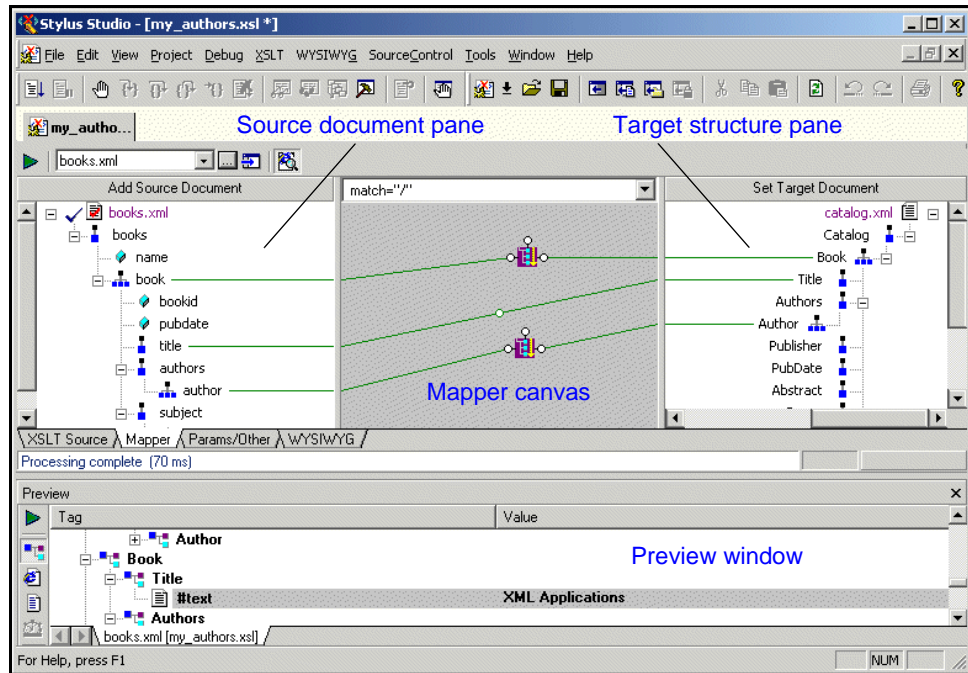 Stylus Studio - [my_authors.xsl *]
File Edit View Project Debug XSLT WYSIWYG SourceControl Tools Window Help
my_autho...
Source document pane
Target structure pane
books.xml
Add Source Document
match="/"
Set Target Document
books.xml
catalog.xml
books
Catalog
name
Book
book
Title
bookid
Authors
pubdate
Author
title
Publisher
authors
PubDate
author
Mapper canvas
Abstract
subject
XSLT Source Mapper Params/Other WYSIWYG
Processing complete (70 ms)
Preview
Tag Value
Author
Book
Preview window
Title
#text XML Applications
Authors
books.xml [my_authors.xsl]
For Help, press F1
NUM